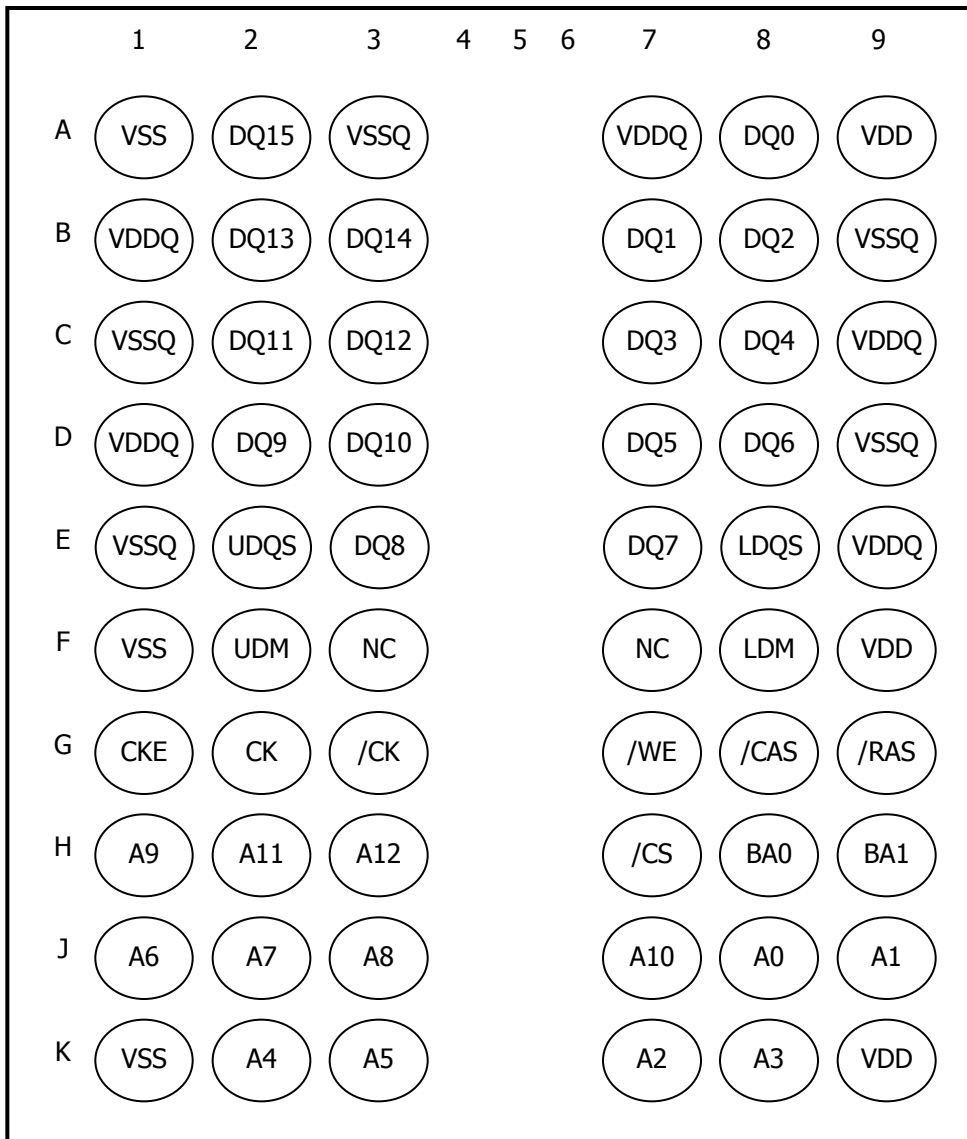 1 2 3 4 5 6 7 8 9
A VSS DQ15 VSSQ VDDQ DQ0 VDD
B VDDQ DQ13 DQ14 DQ1 DQ2 VSSQ
C VSSQ DQ11 DQ12 DQ3 DQ4 VDDQ
D VDDQ DQ9 DQ10 DQ5 DQ6 VSSQ
E VSSQ UDQS DQ8 DQ7 LDQS VDDQ
F VSS UDM NC NC LDM VDD
G CKE CK /CK /WE /CAS /RAS
H A9 A11 A12 /CS BA0 BA1
J A6 A7 A8 A10 A0 A1
K VSS A4 A5 A2 A3 VDD